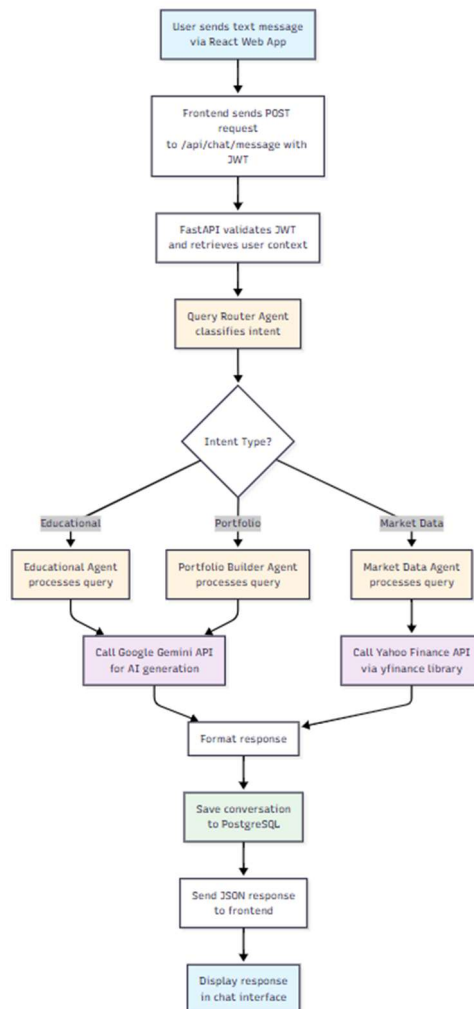 User sends text message
via React Web App
Frontend sends POST
request
to /api/chat/message with
JWT
FastAPI validates JWT
and retrieves user context
Query Router Agent
classifies intent
Intent Type?
Educational
Portfolio
Market Data
Educational Agent
processes query
Portfolio Builder Agent
processes query
Market Data Agent
processes query
Call Google Gemini API
for AI generation
Call Yahoo Finance API
via yfinance library
Format response
Save conversation
to PostgreSQL
Send JSON response
to frontend
Display response
in chat interface